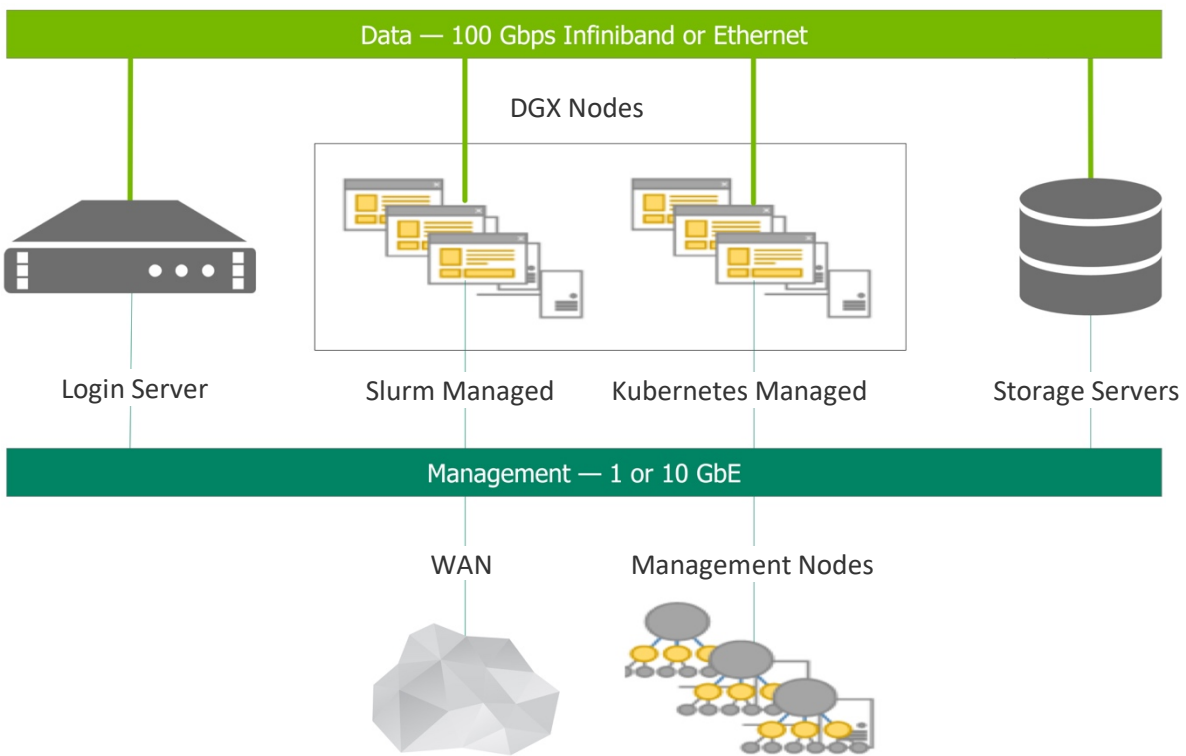 Data — 100 Gbps Infiniband or Ethernet
DGX Nodes
Login Server
Slurm Managed
Kubernetes Managed
Storage Servers
Management — 1 or 10 GbE
WAN
Management Nodes